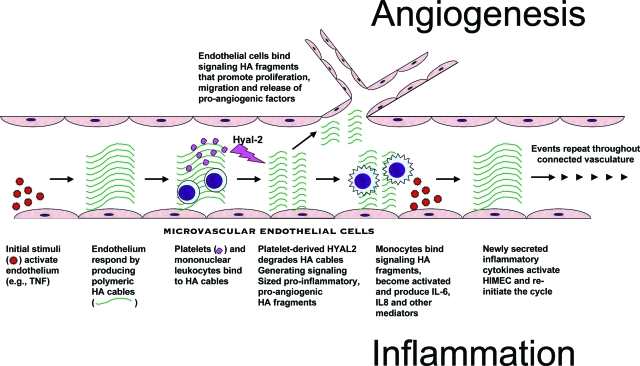 Angiogenesis
Endothelial cells bind
signaling HA fragments
that promote proliferation,
migration and release of
pro-angiogenic factors
Hyal-2
Events repeat throughout
connected vasculature
MICROVASCULAR ENDOTHELIAL CELLS
Initial stimuli
( ) activate
endothelium
(e.g., TNF)
Endothelium
respond by
producing
polymeric
HA cables
( )
Platelets ( ) and
mononuclear
leukocytes bind
to HA cables
Platelet-derived HYAL2
degrades HA cables
Generating signaling
Sized pro-inflammatory,
pro-angiogenic
HA fragments
Monocytes bind
signaling HA
fragments,
become activated
and produce IL-6,
IL8 and other
mediators
Newly secreted
inflammatory
cytokines activate
HIMEC and re-
initiate the cycle
Inflammation